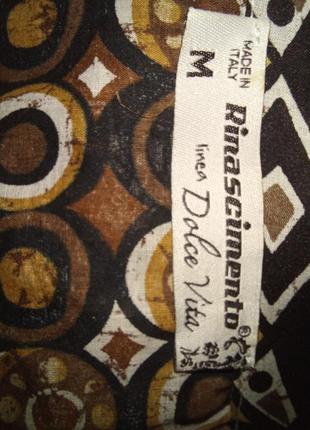 MADE IN
ITALY
M
Rinascimento®
linea
Dolce Vita